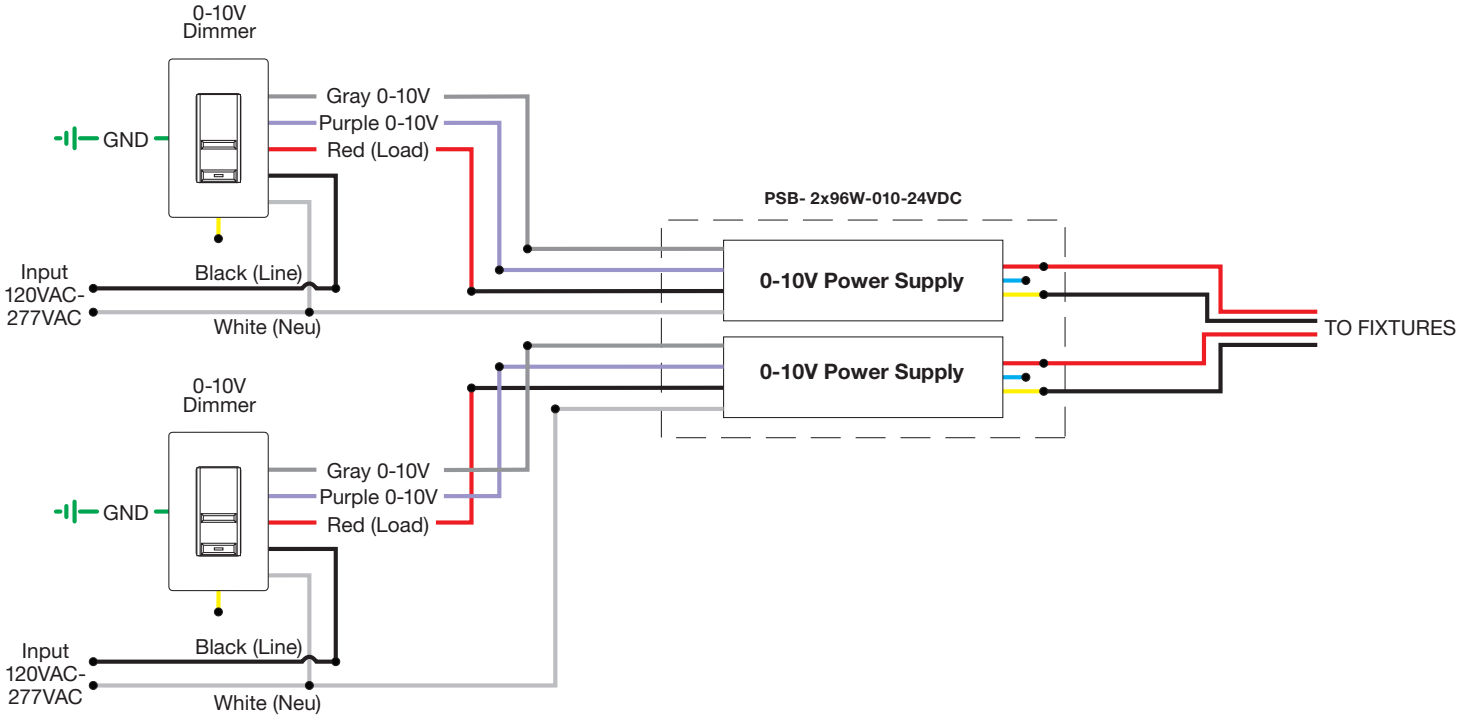 0-10V
Dimmer
Gray 0-10V
Purple 0-10V
Red (Load)
GND
PSB- 2x96W-010-24VDC
Input
120VAC-
277VAC
Black (Line)
White (Neu)
0-10V Power Supply
TO FIXTURES
0-10V Power Supply
0-10V
Dimmer
Gray 0-10V
Purple 0-10V
Red (Load)
GND
Input
120VAC-
277VAC
Black (Line)
White (Neu)